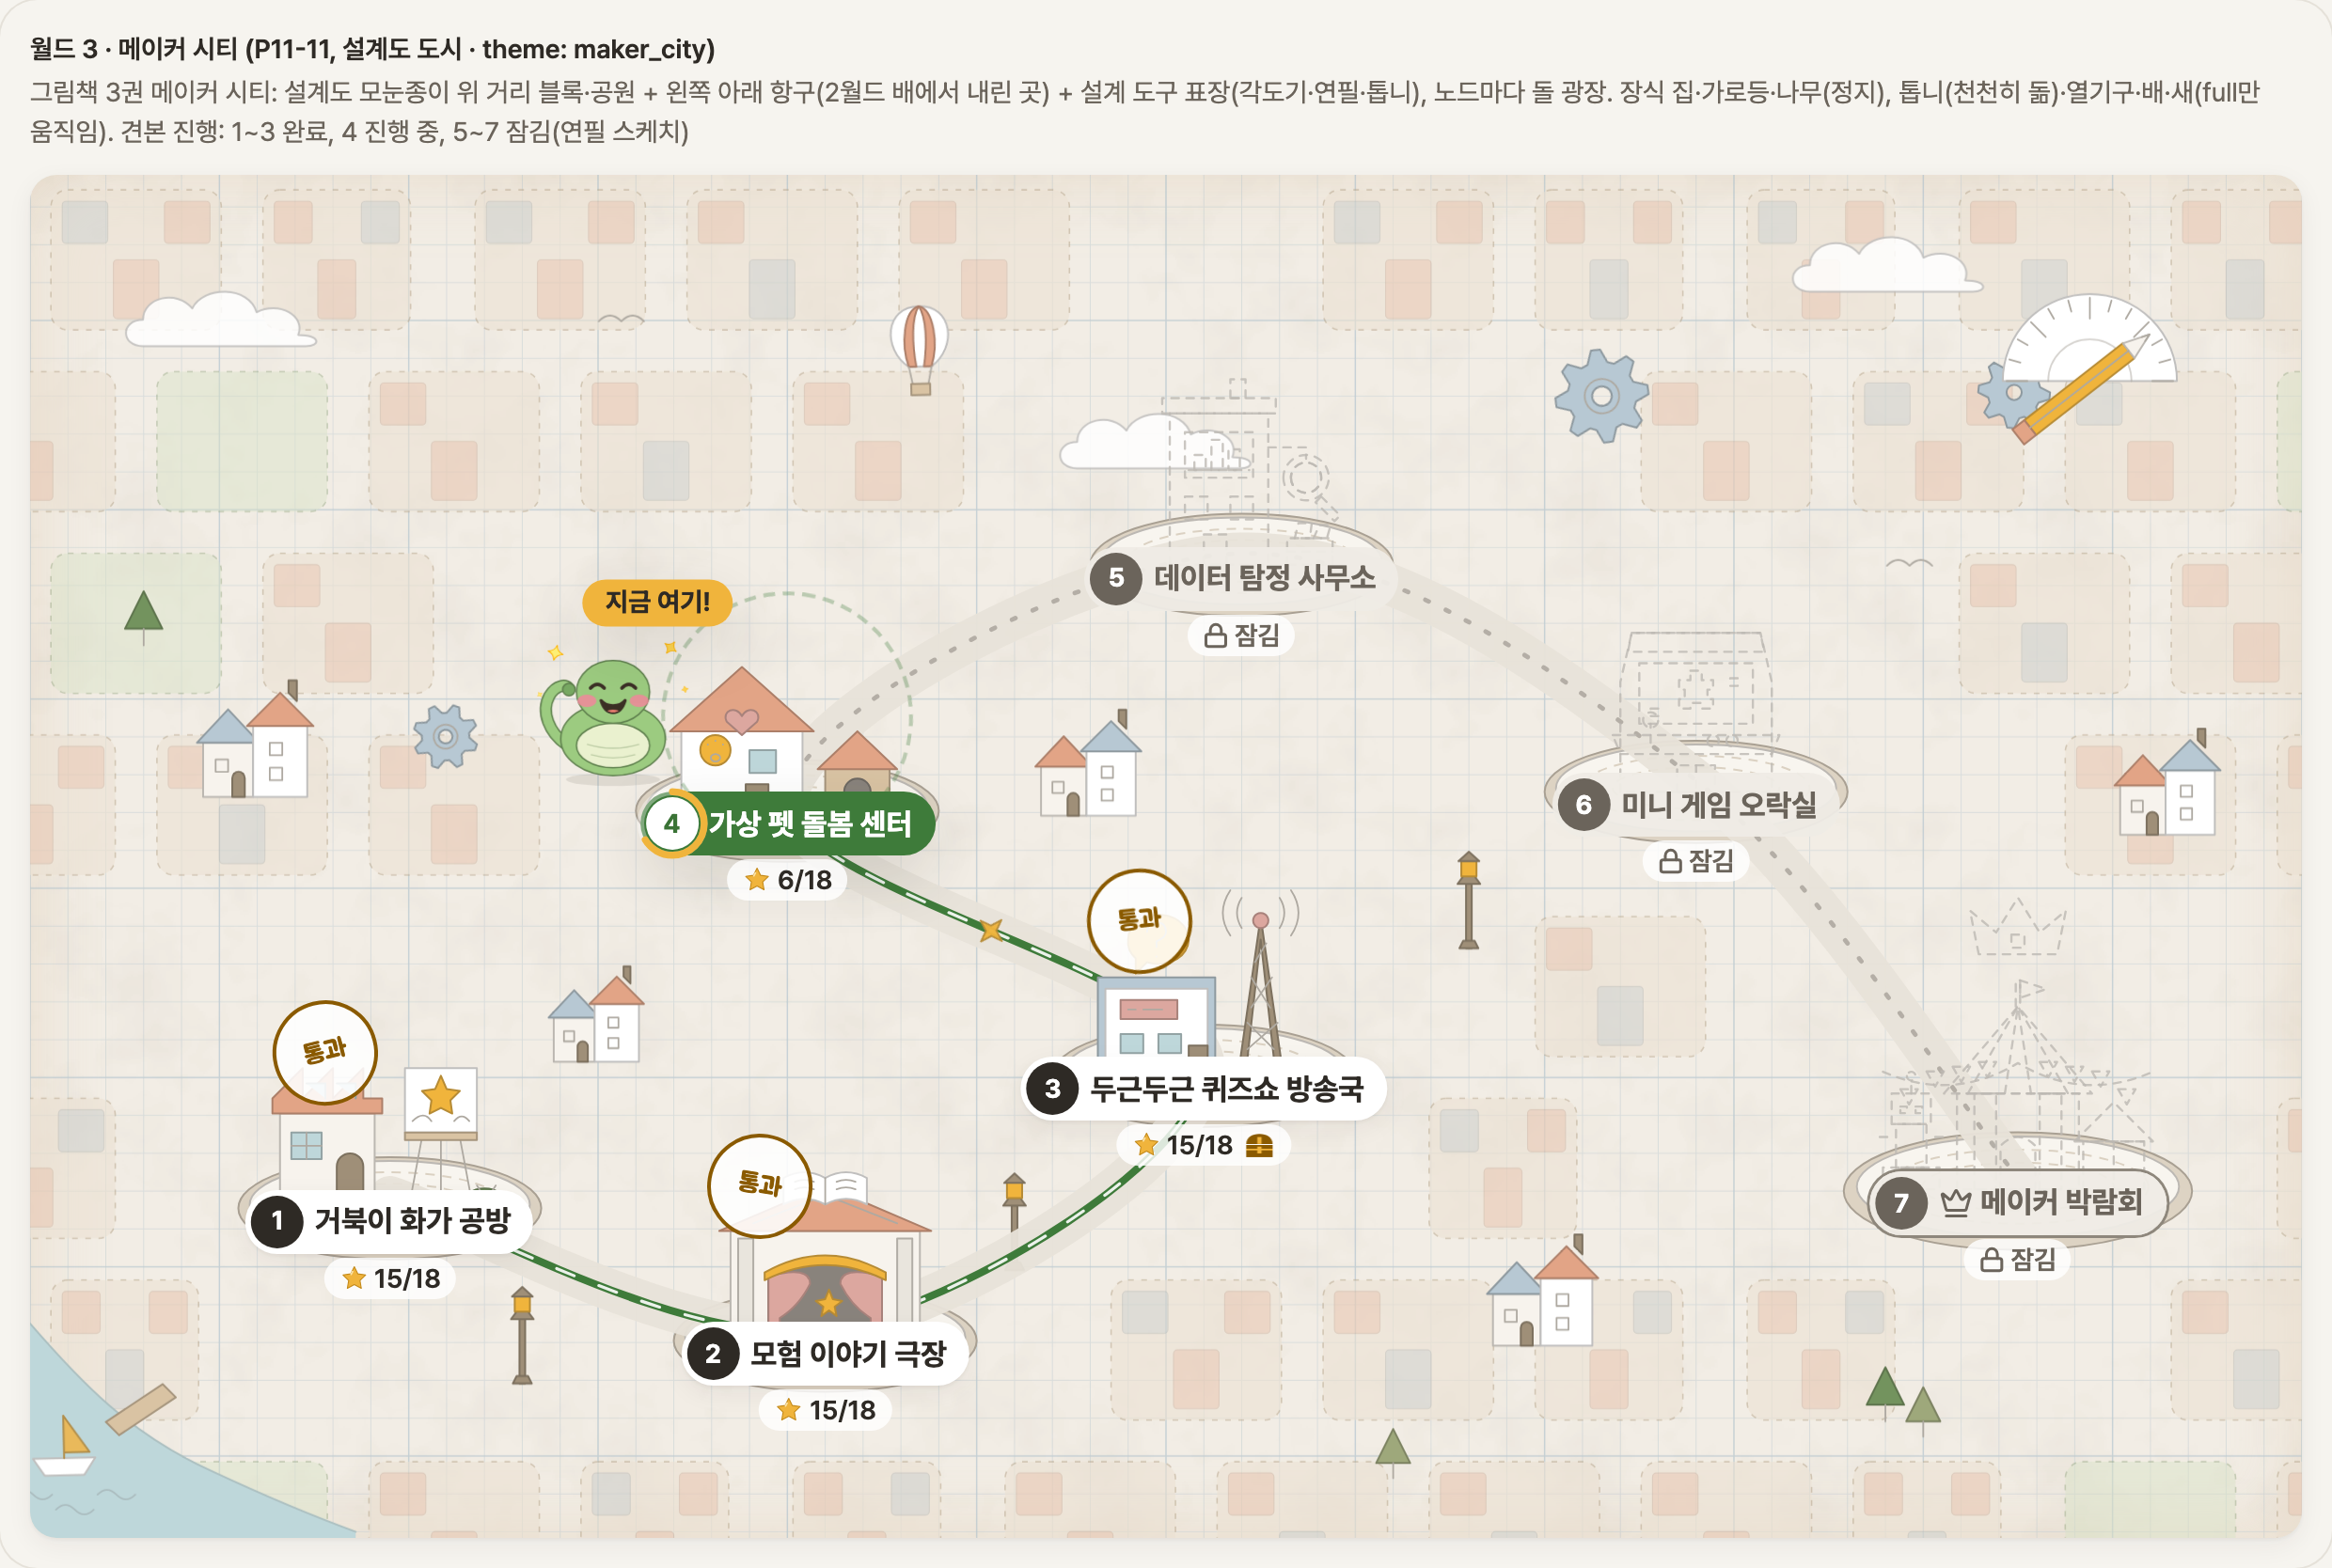 월드 3 · 메이커 시티 (P11-11, 설계도 도시 · theme: maker_city)
그림책 3권 메이커 시티: 설계도 모눈종이 위 거리 블록·공원 + 왼쪽 아래 항구(2월드 배에서 내린 곳) + 설계 도구 표장(각도기·연필·톱니), 노드마다 돌 광장. 장식 집·가로등·나무(정지), 톱니(천천히 돎)·열기구·배·새(full만
움직임). 견본 진행: 1~3 완료, 4 진행 중, 5~7 잠김(연필 스케치)
5 데이터 탐정 사무소
잠김
지금 여기!
4 가상 펫 돌봄 센터
6/18
6 미니 게임 오락실
잠김
통과
3 두근두근 퀴즈쇼 방송국
15/18
통과
1 거북이 화가 공방
15/18
통과
2 모험 이야기 극장
15/18
7 메이커 박람회
잠김